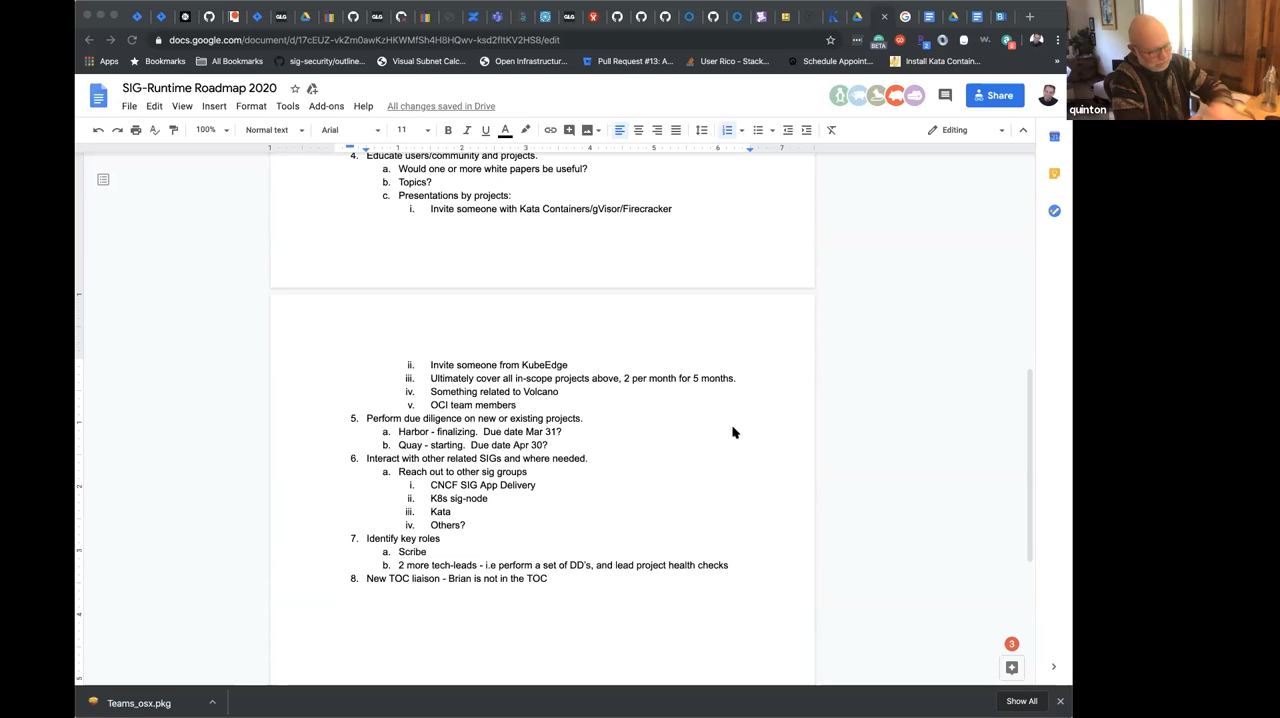 docs.google.com/document/d/17cEUZ-vkZm0awKzHKWMfSh4H8HQwv-ksd2fltKV2HS8/edit
Apps
Bookmarks
All Bookmarks
sig-security/outline...
Visual Subnet Calc...
Open Infrastructur...
Pull Request #13: A...
User Rico - Stack...
Schedule Appoint...
Install Kata Contain...
BETA
quinton
SIG-Runtime Roadmap 2020
File Edit View Insert Format Tools Add-ons Help All changes saved in Drive
Share
100% Normal text Arial 11 Editing
4. Educate users/community and projects.
a. Would one or more white papers be useful?
b. Topics?
c. Presentations by projects:
i. Invite someone with Kata Containers/gVisor/Firecracker
ii. Invite someone from KubeEdge
iii. Ultimately cover all in-scope projects above, 2 per month for 5 months.
iv. Something related to Volcano
v. OCI team members
5. Perform due diligence on new or existing projects.
a. Harbor - finalizing. Due date Mar 31?
b. Quay - starting. Due date Apr 30?
6. Interact with other related SIGs and where needed.
a. Reach out to other sig groups
i. CNCF SIG App Delivery
ii. K8s sig-node
iii. Kata
iv. Others?
7. Identify key roles
a. Scribe
b. 2 more tech-leads - i.e perform a set of DD's, and lead project health checks
8. New TOC liaison - Brian is not in the TOC
3
Teams_osx.pkg
Show All